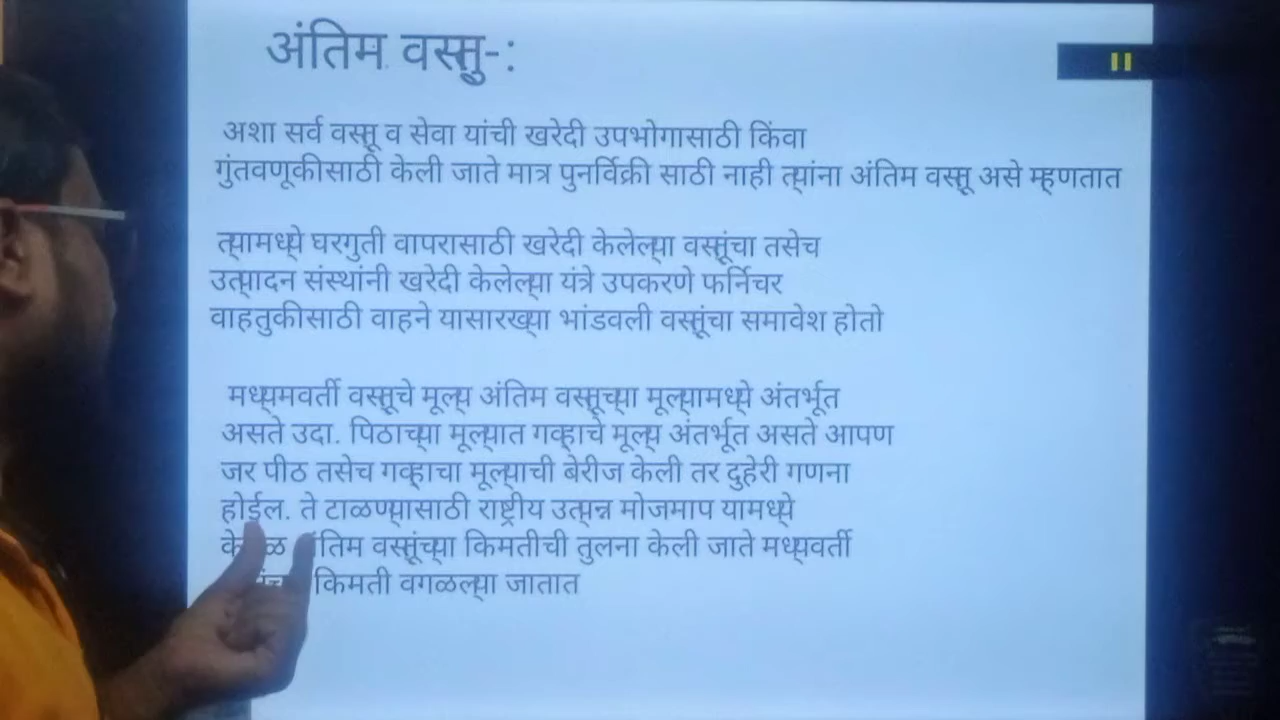 अंतिम वस्तु-:
अशा सर्व वस्तू व सेवा यांची खरेदी उपभोगासाठी किंवा
गुंतवणूकीसाठी केली जाते मात्र पुनर्विक्री साठी नाही त्यांना अंतिम वस्तू असे म्हणतात
त्यामध्ये घरगुती वापरासाठी खरेदी केलेल्या वस्तूंचा तसेच
उत्पादन संस्थांनी खरेदी केलेल्या यंत्रे उपकरणे फर्निचर
वाहतुकीसाठी वाहने यासारख्या भांडवली वस्तूंचा समावेश होतो
मध्यमवर्ती वस्तूचे मूल्य अंतिम वस्तूच्या मूल्यामध्ये अंतर्भूत
असते उदा. पिठाच्या मूल्यात गव्हाचे मूल्य अंतर्भूत असते आपण
जर पीठ तसेच गव्हाचा मूल्याची बेरीज केली तर दुहेरी गणना
होईल. ते टाळण्यासाठी राष्ट्रीय उत्पन्न मोजमाप यामध्ये
वस्तूंच्या किमतीची तुलना केली जाते मध्यवर्ती
किमती वगळल्या जातात